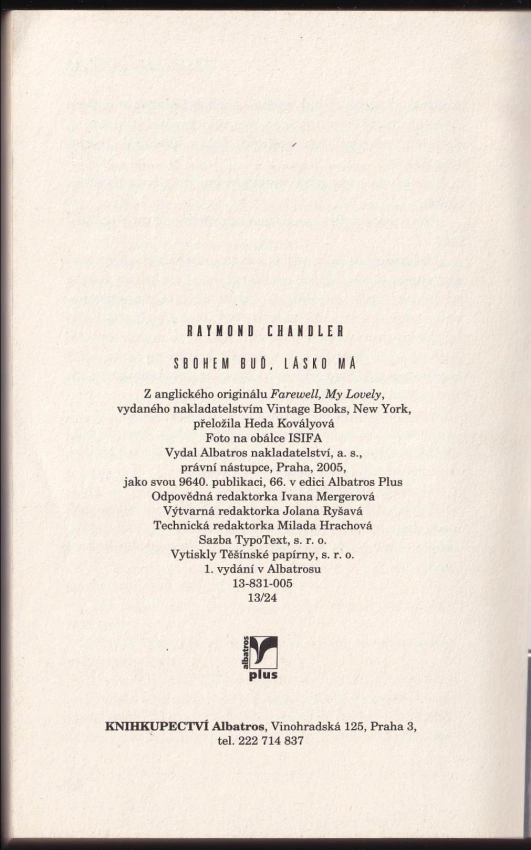 RAYMOND CHANDLER
SBOHEM BUĎ, LÁSKO MÁ
Z anglického originálu Farewell, My Lovely,
vydaného nakladatelstvím Vintage Books, New York,
přeložila Heda Kovályová
Foto na obálce ISIFA
Vydal Albatros nakladatelství, a. s.,
právní nástupce, Praha, 2005,
jako svou 9640. publikaci, 66. v edici Albatros Plus
Odpovědná redaktorka Ivana Mergerová
Výtvarná redaktorka Jolana Ryšavá
Technická redaktorka Milada Hrachová
Sazba TypoText, s. r. o.
Vytiskly Těšínské papírny, s. r. o.
1. vydání v Albatrosu
13-831-005
13/24
albatros
plus
KNIHKUPECTVÍ Albatros, Vinohradská 125, Praha 3,
tel. 222 714 837